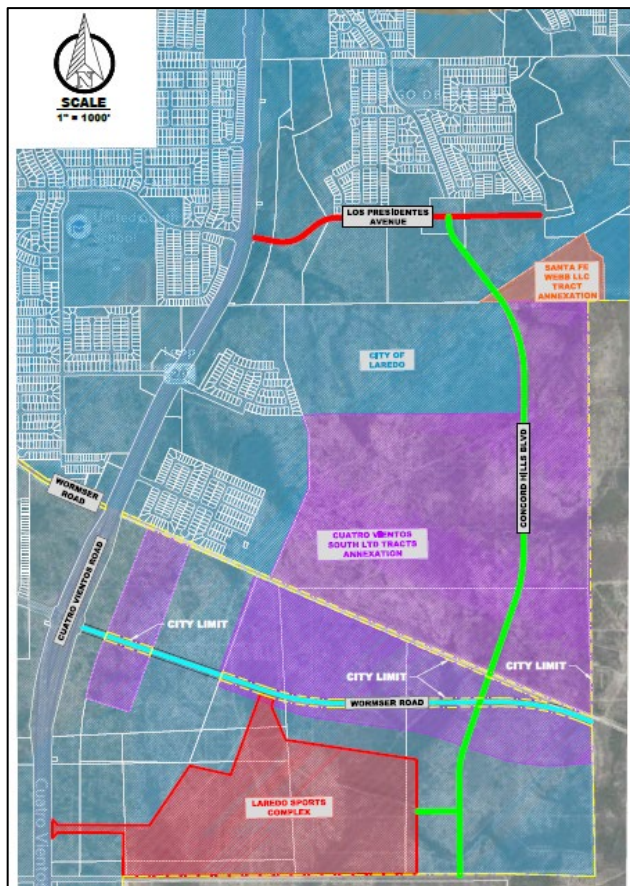 N
SCALE
1" = 1000'
LOS PRESIDENTES
AVENUE
SANTA FE
WEBB LLC
TRACT
ANNEXATION
CITY OF
LAREDO
CONCORD HILLS BLVD
WORMSER
ROAD
CUATRO VIENTOS
SOUTH LTD TRACTS
ANNEXATION
CUATRO VIENTOS ROAD
CITY LIMIT
CITY LIMIT
CITY LIMIT
WORMSER ROAD
LAREDO SPORTS
COMPLEX
Cuatro Viento